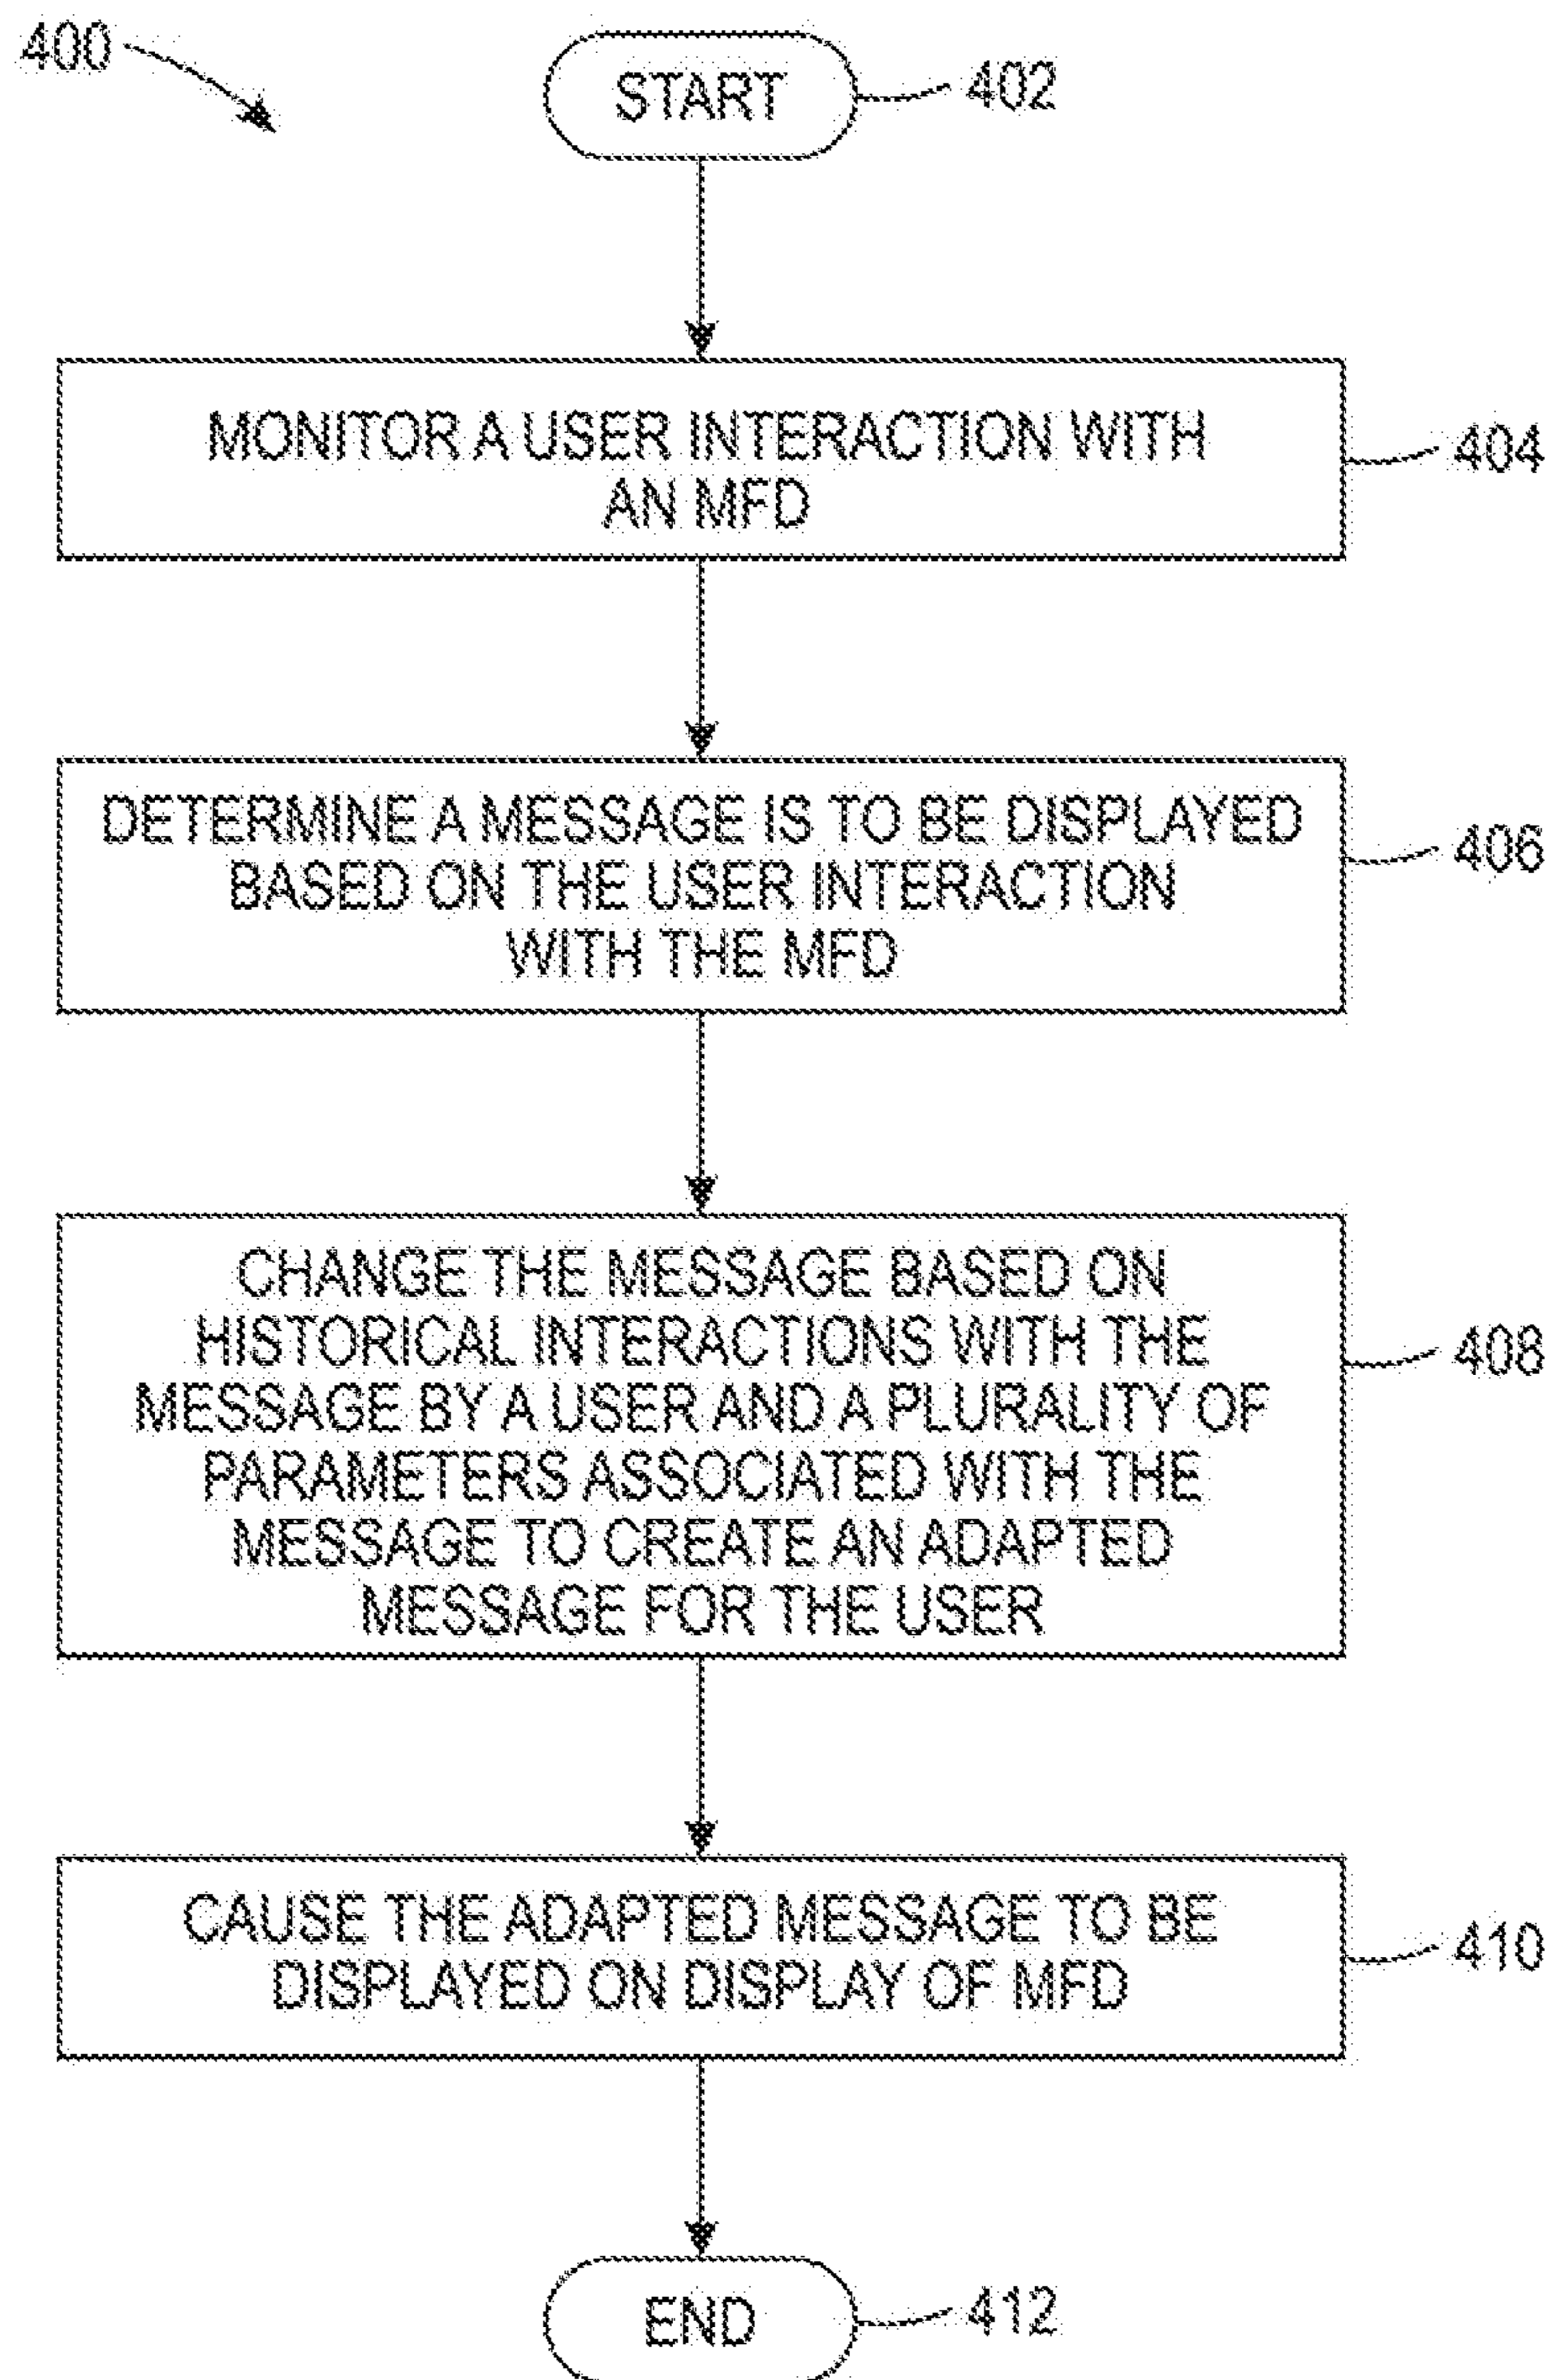 400
START
402
MONITOR A USER INTERACTION WITH
AN MFD
404
DETERMINE A MESSAGE IS TO BE DISPLAYED
BASED ON THE USER INTERACTION
WITH THE MFD
406
CHANGE THE MESSAGE BASED ON
HISTORICAL INTERACTIONS WITH THE
MESSAGE BY A USER AND A PLURALITY OF
PARAMETERS ASSOCIATED WITH THE
MESSAGE TO CREATE AN ADAPTED
MESSAGE FOR THE USER
408
CAUSE THE ADAPTED MESSAGE TO BE
DISPLAYED ON DISPLAY OF MFD
410
END
412